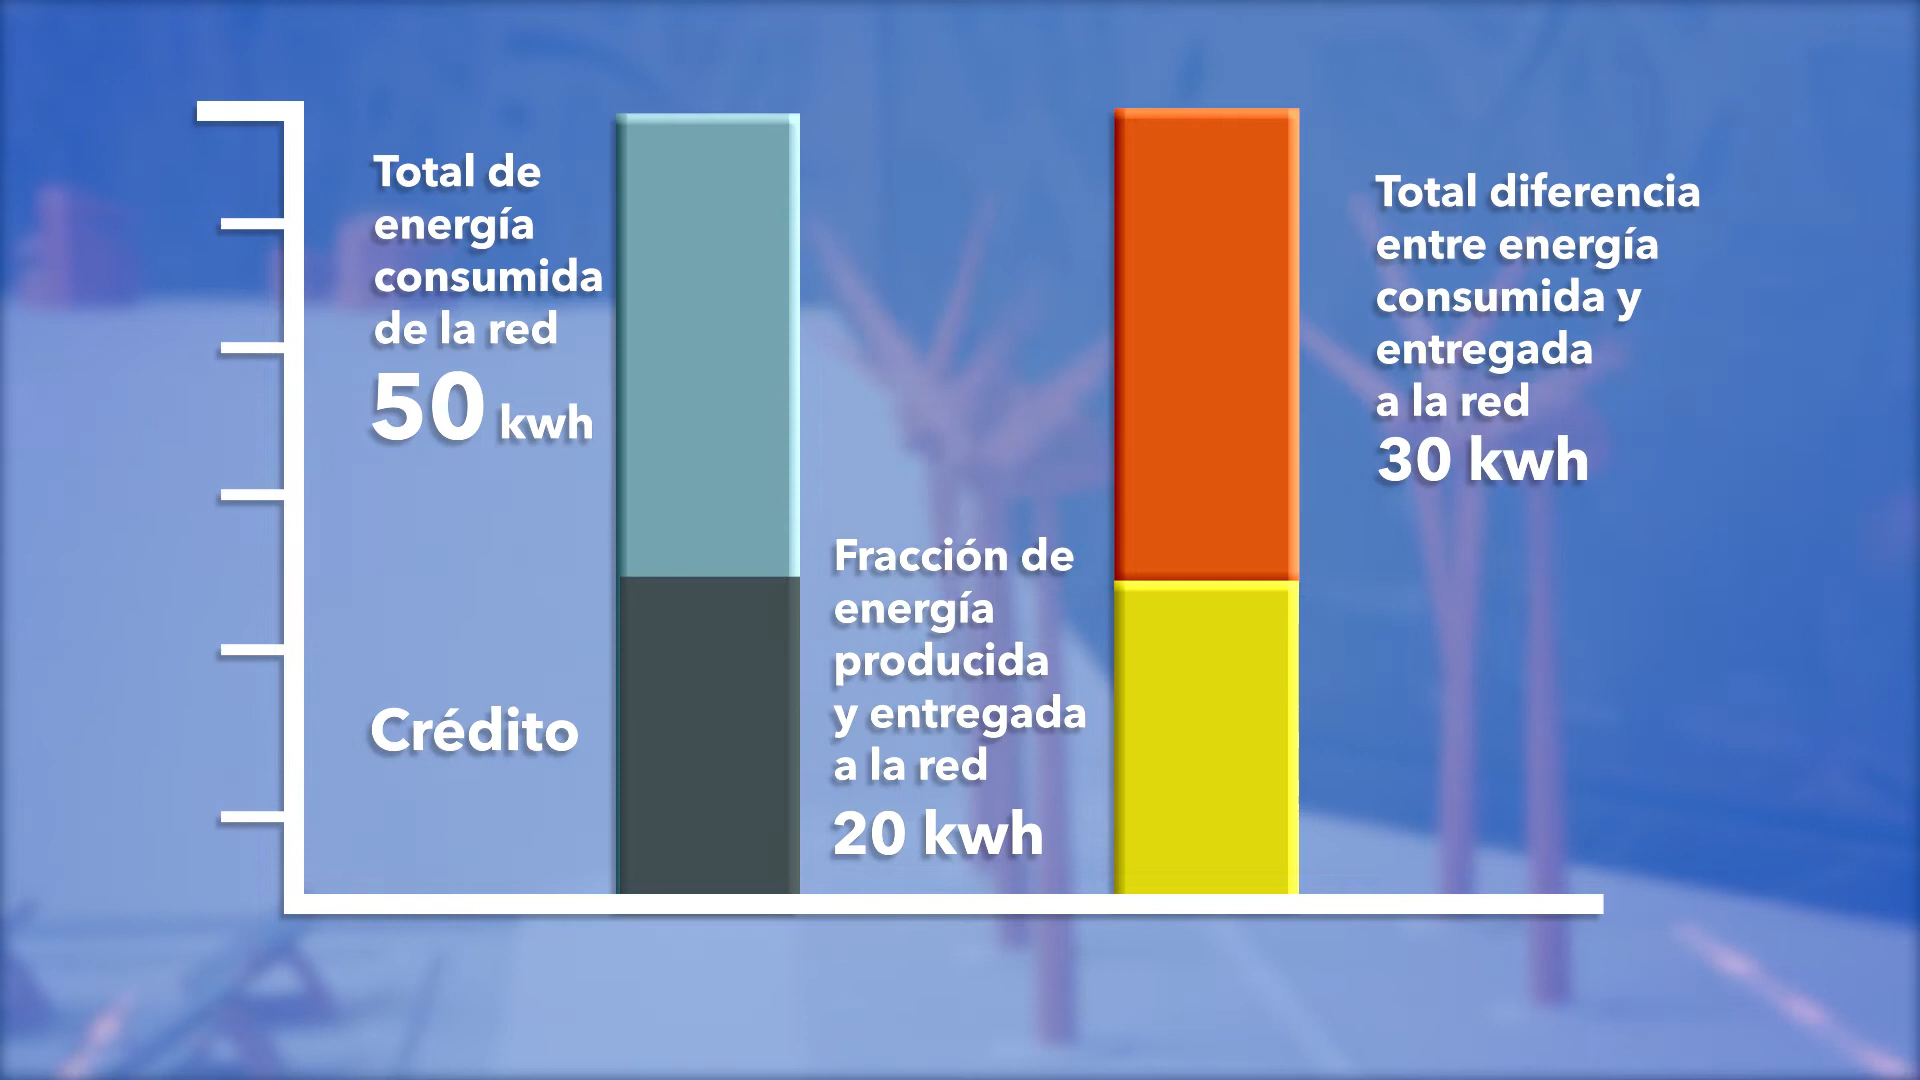 Total de
energía
consumida
de la red
50 kwh
Crédito
Fracción de
energía
producida
y entregada
a la red
20 kwh
Total diferencia
entre energía
consumida y
entregada
a la red
30 kwh